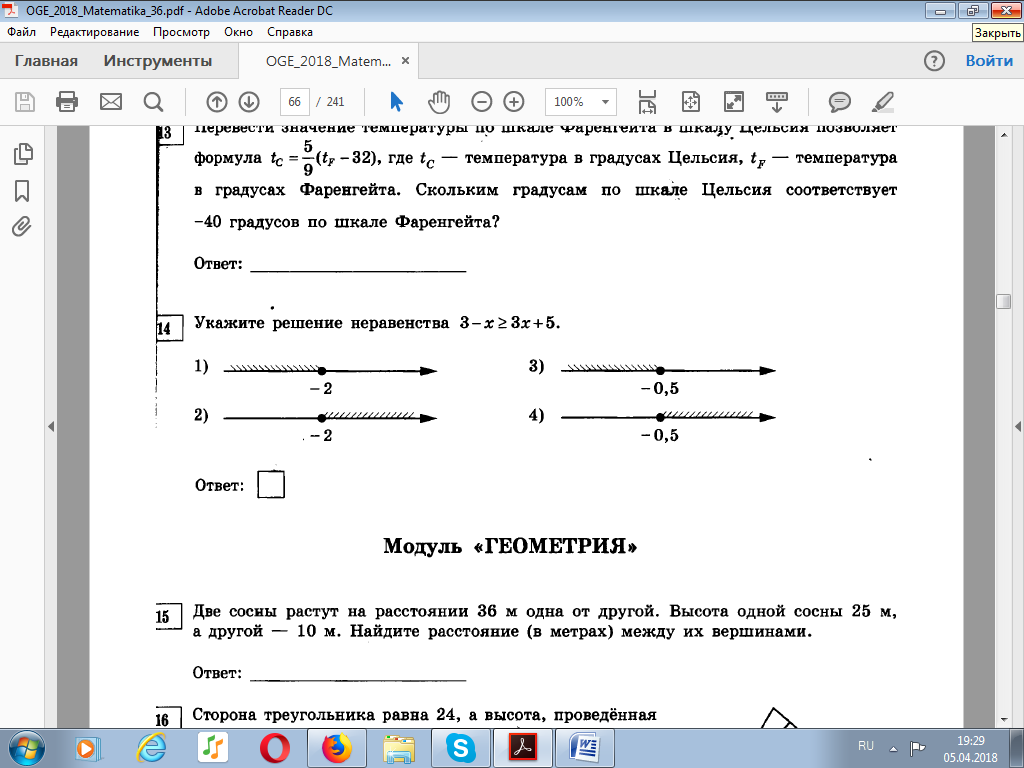 OGE_2018_Matematika_36.pdf - Adobe Acrobat Reader DC
Файл Редактирование Просмотр Окно Справка
Закрыть
Главная Инструменты OGE_2018_Matem... × ? Войти
66 / 241 100%
13 Перевести значение температуры по шкале Фаренгейта в шкалу Цельсия позволяет
формула t_C = 5/9 (t_F − 32), где t_C — температура в градусах Цельсия, t_F — температура
в градусах Фаренгейта. Скольким градусам по шкале Цельсия соответствует
−40 градусов по шкале Фаренгейта?
Ответ:
14 Укажите решение неравенства 3 − x ≥ 3x + 5.
1) −2
2) −2
3) −0,5
4) −0,5
Ответ:
Модуль «ГЕОМЕТРИЯ»
15 Две сосны растут на расстоянии 36 м одна от другой. Высота одной сосны 25 м,
а другой — 10 м. Найдите расстояние (в метрах) между их вершинами.
Ответ:
16 Сторона треугольника равна 24, а высота, проведённая
RU 19:29
05.04.2018